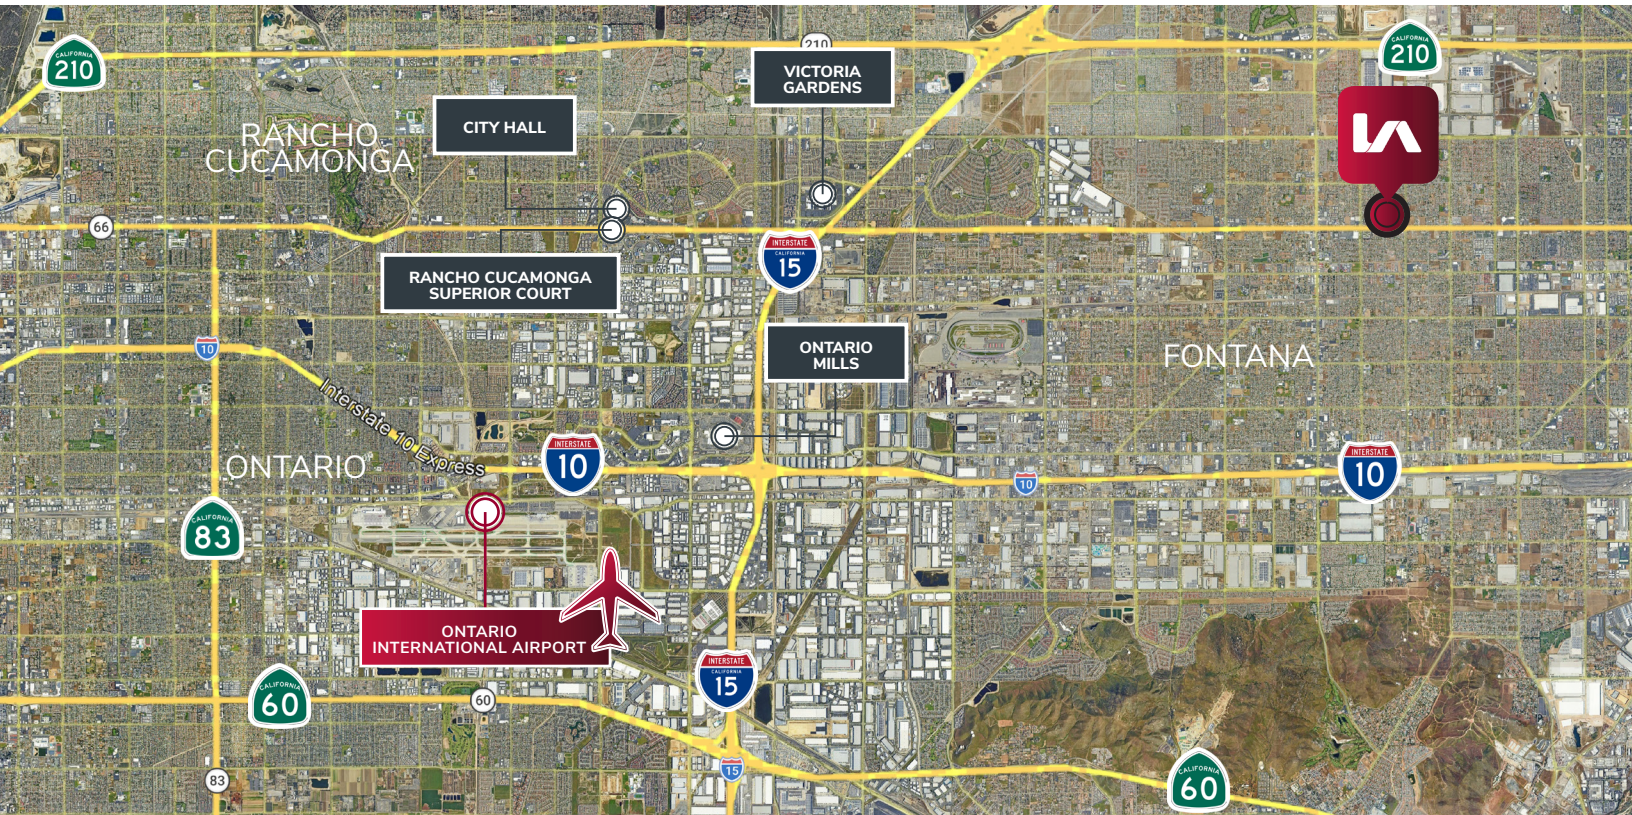 CALIFORNIA
210
210
VICTORIA
GARDENS
CALIFORNIA
210
CITY HALL
RANCHO
CUCAMONGA
LA
66
RANCHO CUCAMONGA
SUPERIOR COURT
INTERSTATE
CALIFORNIA
15
10
ONTARIO
MILLS
FONTANA
Interstate 10 Express
ONTARIO
INTERSTATE
10
10
INTERSTATE
10
CALIFORNIA
83
ONTARIO
INTERNATIONAL AIRPORT
CALIFORNIA
60
60
INTERSTATE
CALIFORNIA
15
83
15
CALIFORNIA
60